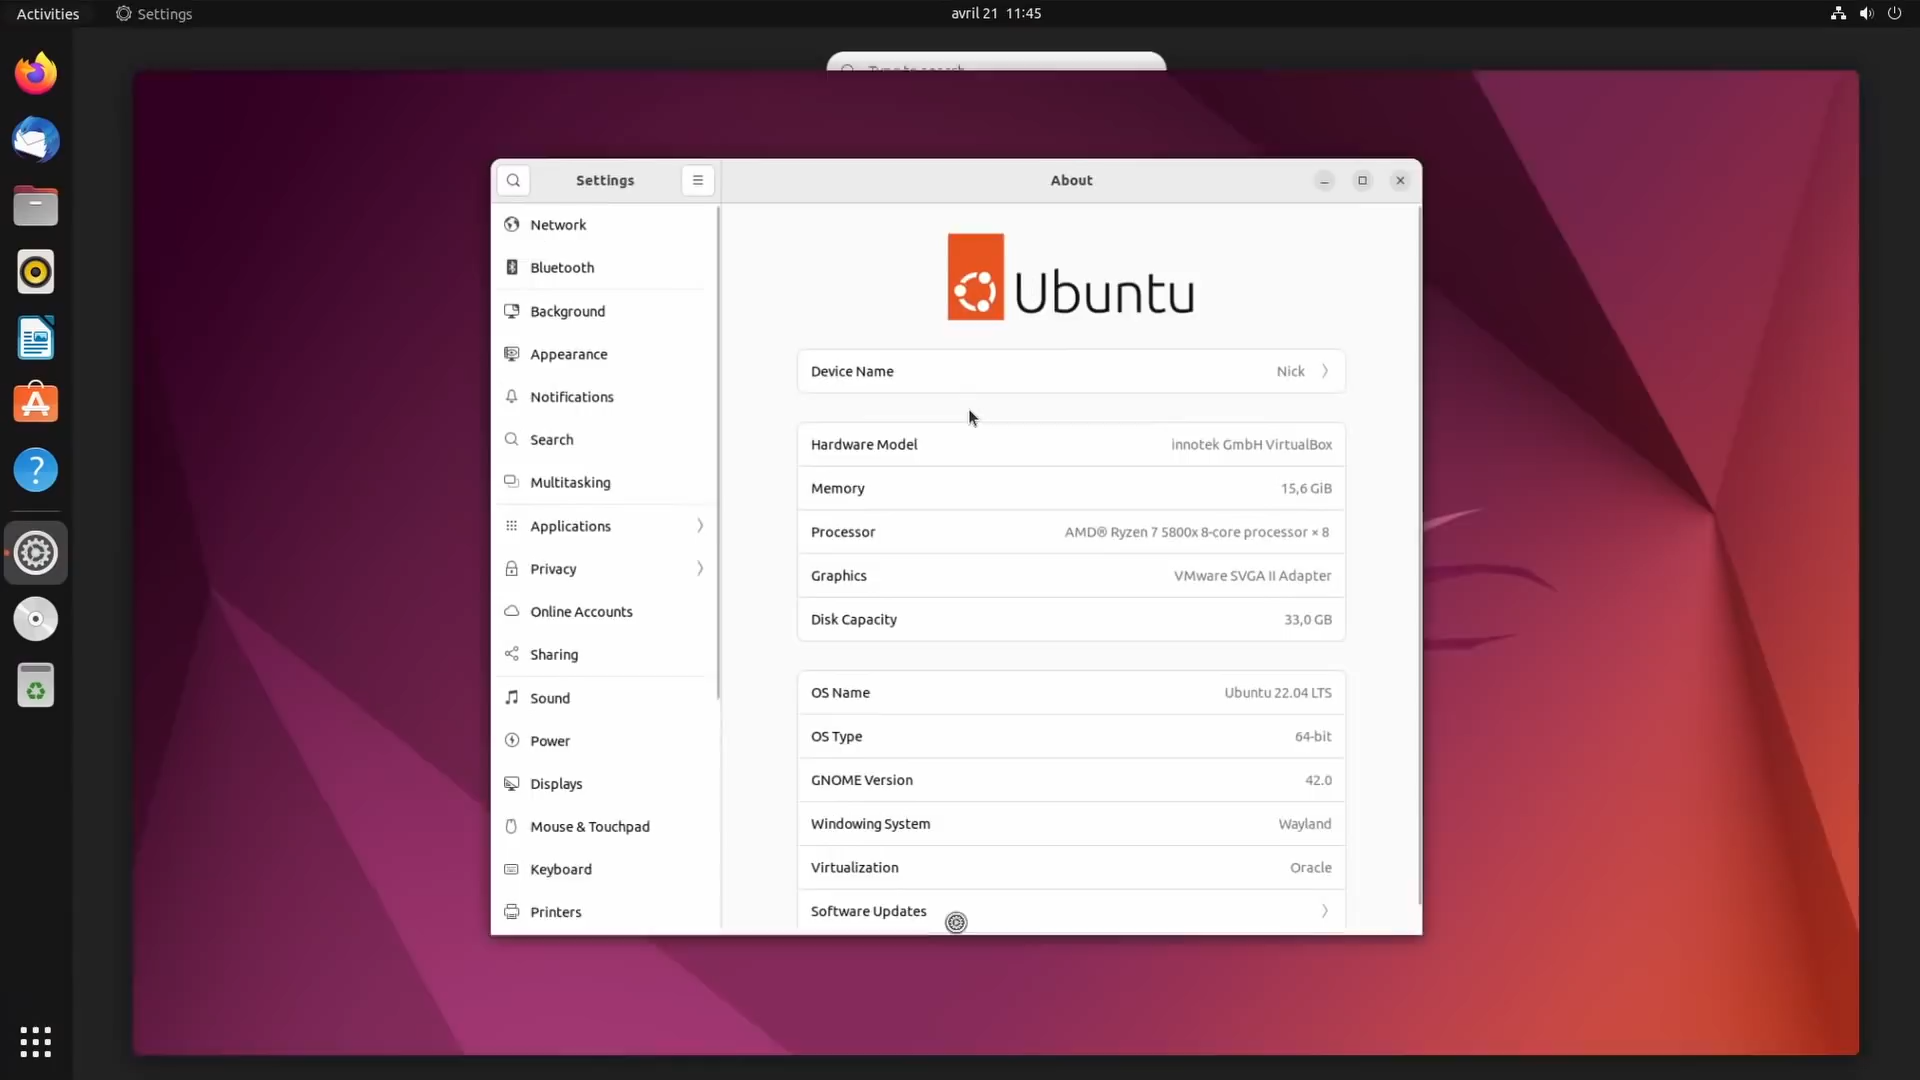 Activities
Settings
avril 21 11:45
Type to search
Settings
About
Network
Bluetooth
Background
Appearance
Notifications
Search
Multitasking
Applications
Privacy
Online Accounts
Sharing
Sound
Power
Displays
Mouse & Touchpad
Keyboard
Printers
Ubuntu
Device Name Nick
Hardware Model innotek GmbH VirtualBox
Memory 15,6 GiB
Processor AMD® Ryzen 7 5800x 8-core processor × 8
Graphics VMware SVGA II Adapter
Disk Capacity 33,0 GB
OS Name Ubuntu 22.04 LTS
OS Type 64-bit
GNOME Version 42.0
Windowing System Wayland
Virtualization Oracle
Software Updates